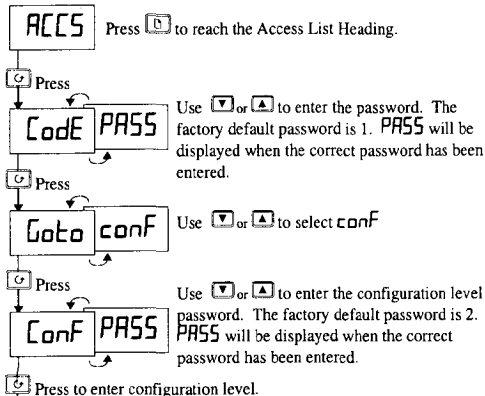 ACCS Press to reach the Access List Heading.
Press
CodE PASS Use or to enter the password. The
factory default password is 1. PASS will be
displayed when the correct password has been
entered.
Press
Goto conF Use or to select conF
Press
ConF PASS Use or to enter the configuration level
password. The factory default password is 2.
PASS will be displayed when the correct
password has been entered.
Press to enter configuration level.